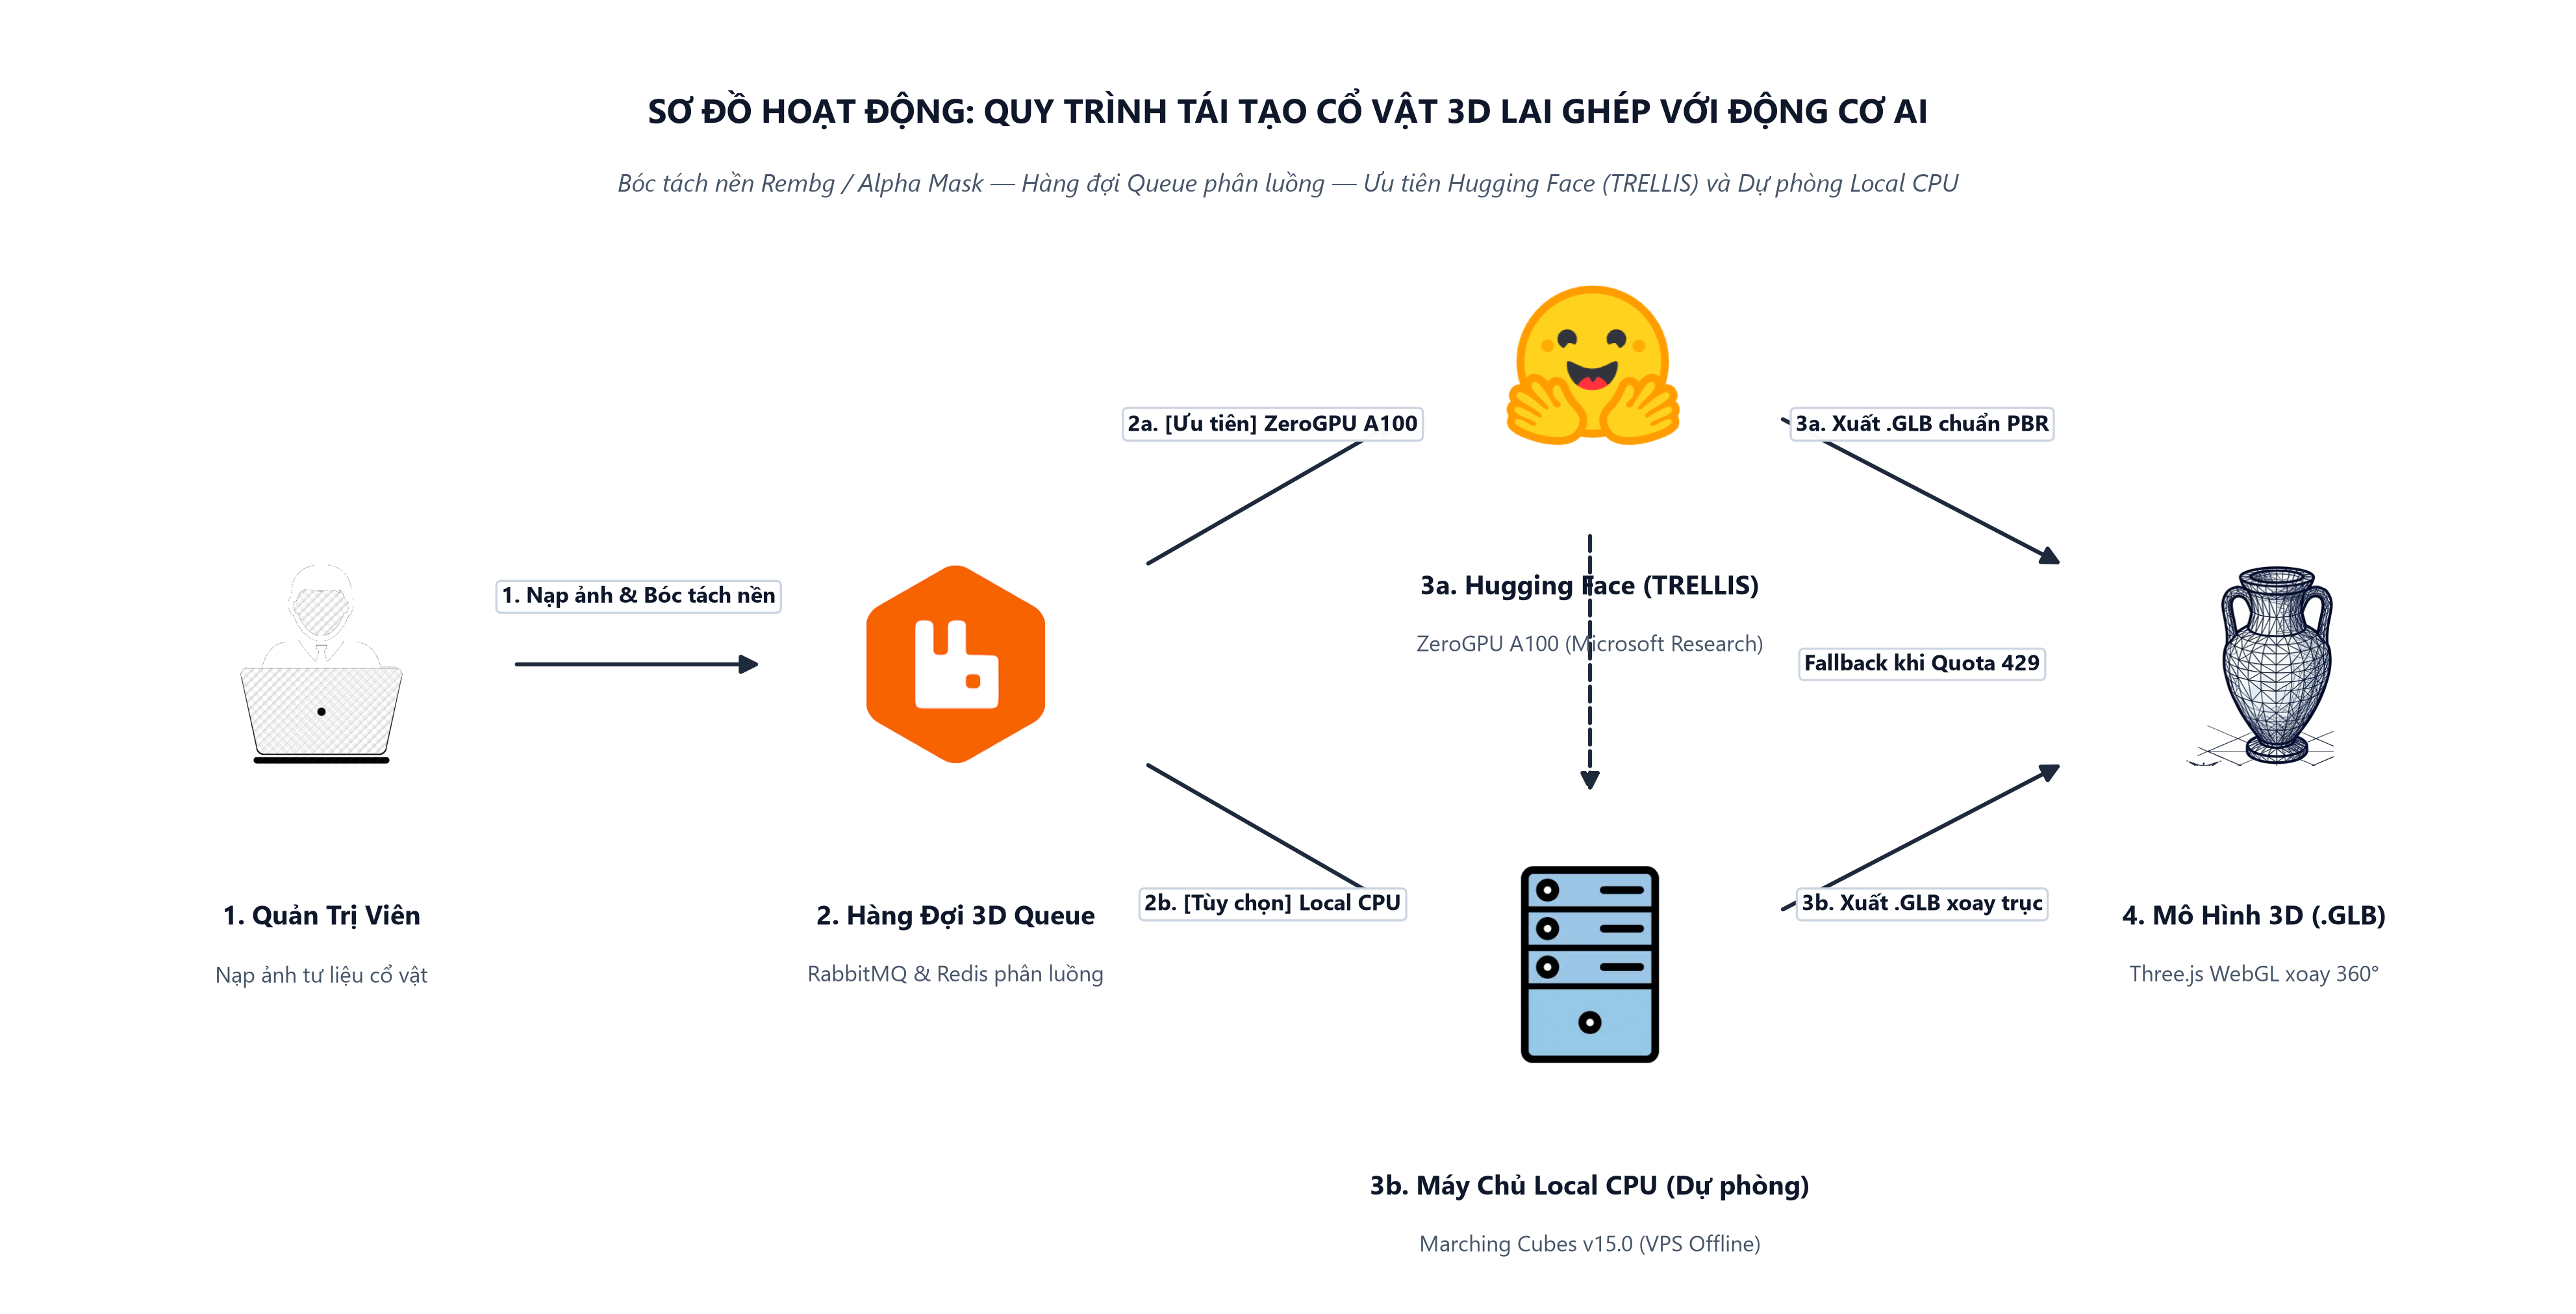 SƠ ĐỒ HOẠT ĐỘNG: QUY TRÌNH TÁI TẠO CỔ VẬT 3D LAI GHÉP VỚI ĐỘNG CƠ AI
Bóc tách nền Rembg / Alpha Mask — Hàng đợi Queue phân luồng — Ưu tiên Hugging Face (TRELLIS) và Dự phòng Local CPU
2a. [Ưu tiên] ZeroGPU A100
3a. Xuất .GLB chuẩn PBR
1. Nạp ảnh & Bóc tách nền
3a. Hugging Face (TRELLIS)
ZeroGPU A100 (Microsoft Research)
Fallback khi Quota 429
2b. [Tùy chọn] Local CPU
3b. Xuất .GLB xoay trục
1. Quản Trị Viên
Nạp ảnh tư liệu cổ vật
2. Hàng Đợi 3D Queue
RabbitMQ & Redis phân luồng
4. Mô Hình 3D (.GLB)
Three.js WebGL xoay 360°
3b. Máy Chủ Local CPU (Dự phòng)
Marching Cubes v15.0 (VPS Offline)